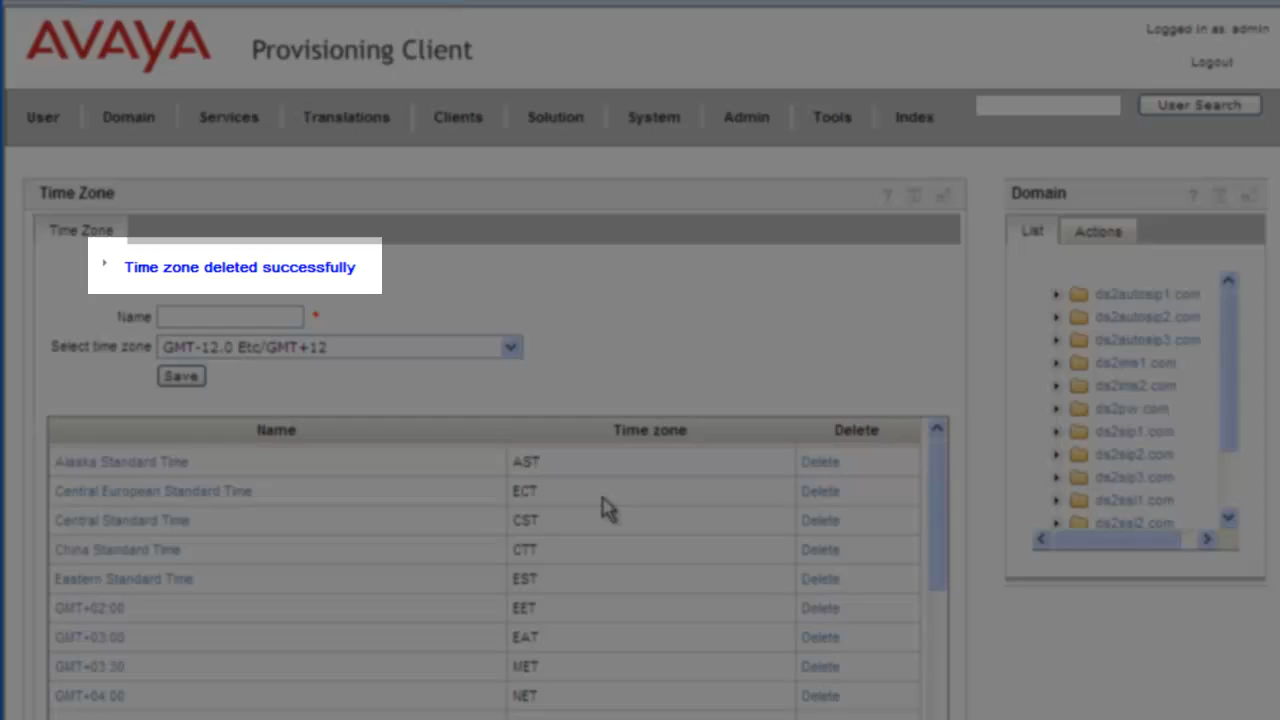 AVAYA Provisioning Client
Logged in as: admin
Logout
User Domain Services Translations Clients Solution System Admin Tools Index User Search
Time Zone
Time Zone
Time zone deleted successfully
Name *
Select time zone GMT-12.0 Etc/GMT+12
Save
Name Time zone Delete
Alaska Standard Time AST Delete
Central European Standard Time ECT Delete
Central Standard Time CST Delete
China Standard Time CTT Delete
Eastern Standard Time EST Delete
GMT+02:00 EET Delete
GMT+03:00 EAT Delete
GMT+03:30 MET Delete
GMT+04:00 NET Delete
Domain ?
List Actions
ds2autosip1.com
ds2autosip2.com
ds2autosip3.com
ds2ims1.com
ds2ims2.com
ds2pw.com
ds2sip1.com
ds2sip2.com
ds2sip3.com